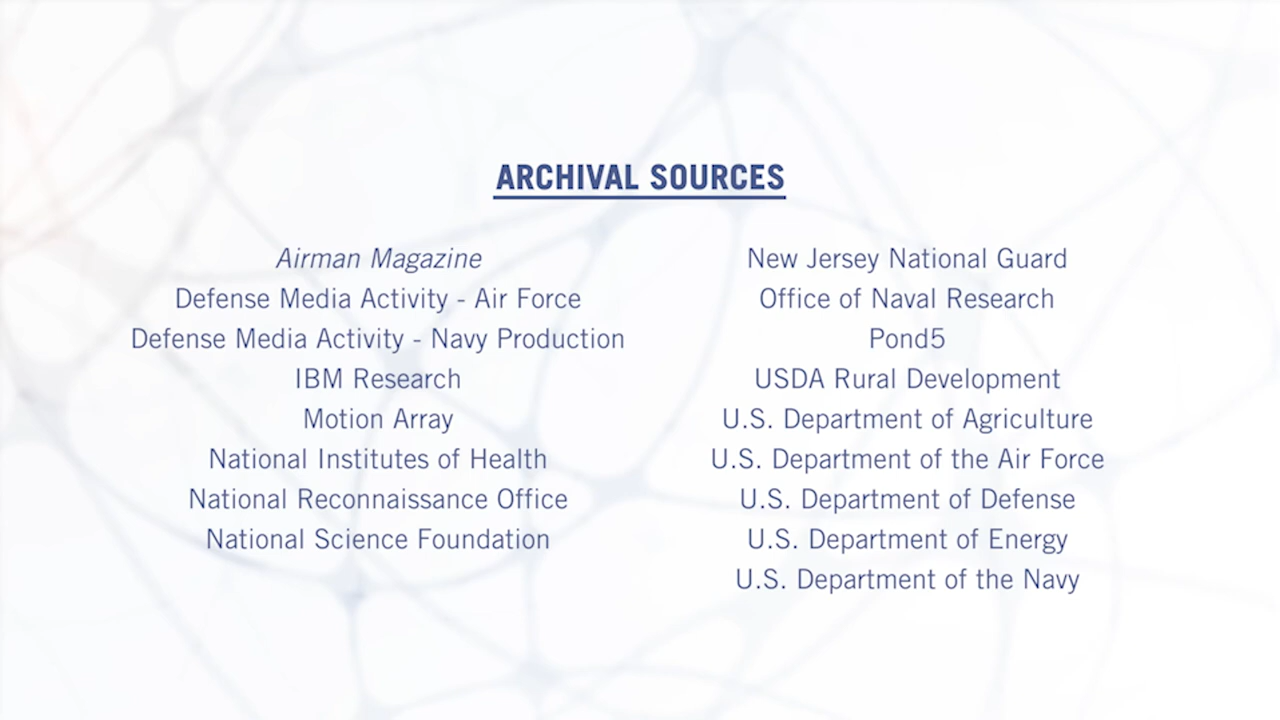 ARCHIVAL SOURCES
Airman Magazine
Defense Media Activity - Air Force
Defense Media Activity - Navy Production
IBM Research
Motion Array
National Institutes of Health
National Reconnaissance Office
National Science Foundation
New Jersey National Guard
Office of Naval Research
Pond5
USDA Rural Development
U.S. Department of Agriculture
U.S. Department of the Air Force
U.S. Department of Defense
U.S. Department of Energy
U.S. Department of the Navy